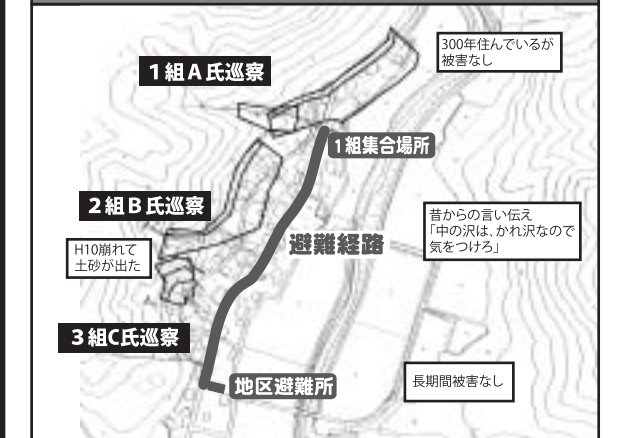 300年住んでいるが
被害なし
1組A氏巡察
1組集合場所
2組B氏巡察
昔からの言い伝え
「中の沢は、かれ沢なので
気をつけろ」
避難経路
H10崩れて
土砂が出た
3組C氏巡察
長期間被害なし
地区避難所